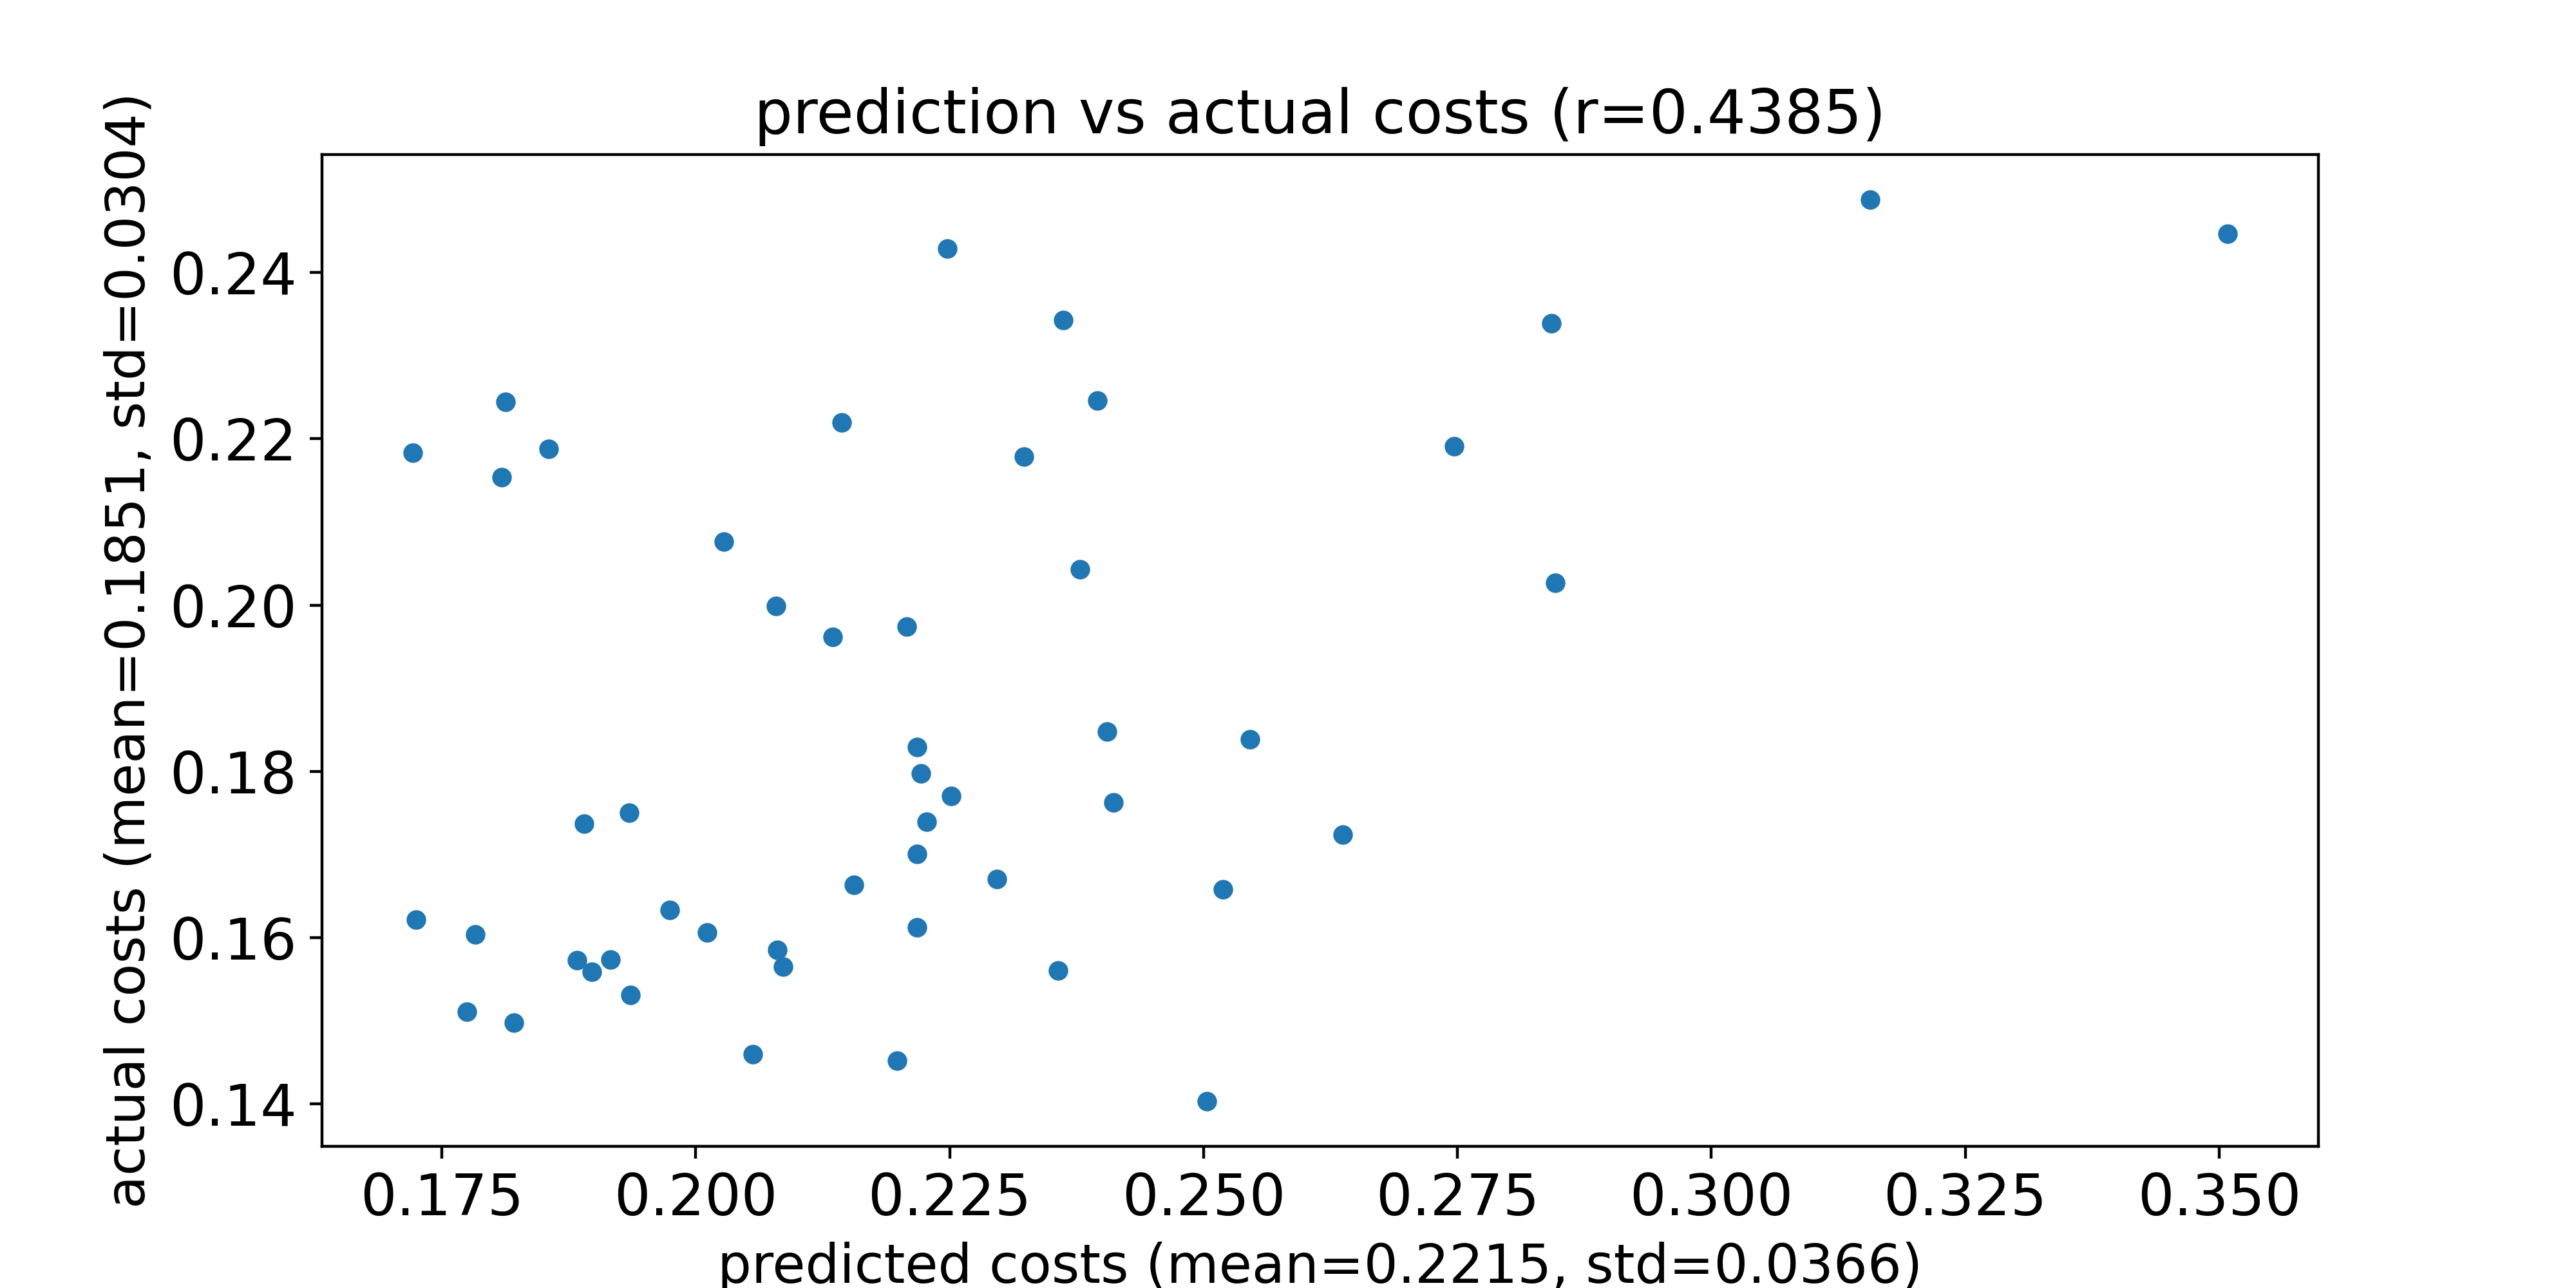 prediction vs actual costs (r=0.4385)
actual costs (mean=0.1851, std=0.0304)
0.24
0.22
0.20
0.18
0.16
0.14
0.175 0.200 0.225 0.250 0.275 0.300 0.325 0.350
predicted costs (mean=0.2215, std=0.0366)